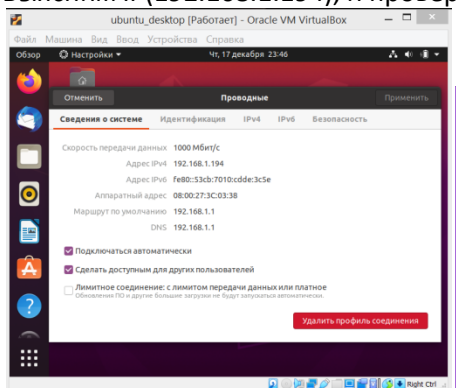 ubuntu_desktop [Работает] - Oracle VM VirtualBox
Файл Машина Вид Ввод Устройства Справка
Обзор Настройки Чт, 17 декабря 23:46
Отменить Проводные Применить
Сведения о системе Идентификация IPv4 IPv6 Безопасность
Скорость передачи данных 1000 Мбит/с
Адрес IPv4 192.168.1.194
Адрес IPv6 fe80::53cb:7010:cdde:3c5e
Аппаратный адрес 08:00:27:3C:03:38
Маршрут по умолчанию 192.168.1.1
DNS 192.168.1.1
Подключаться автоматически
Сделать доступным для других пользователей
Лимитное соединение: с лимитом передачи данных или платное
Обновления ПО и другие большие загрузки не будут запускаться автоматически.
Удалить профиль соединения
Right Ctrl